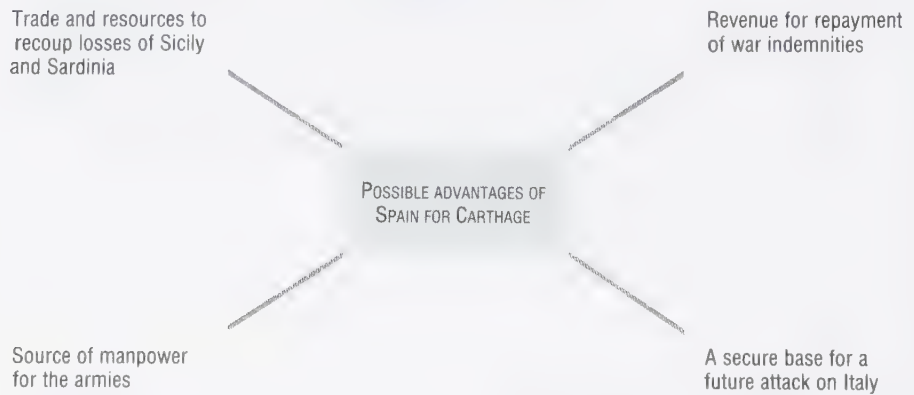 Trade and resources to
recoup losses of Sicily
and Sardinia
Revenue for repayment
of war indemnities
POSSIBLE ADVANTAGES OF
SPAIN FOR CARTHAGE
Source of manpower
for the armies
A secure base for a
future attack on Italy